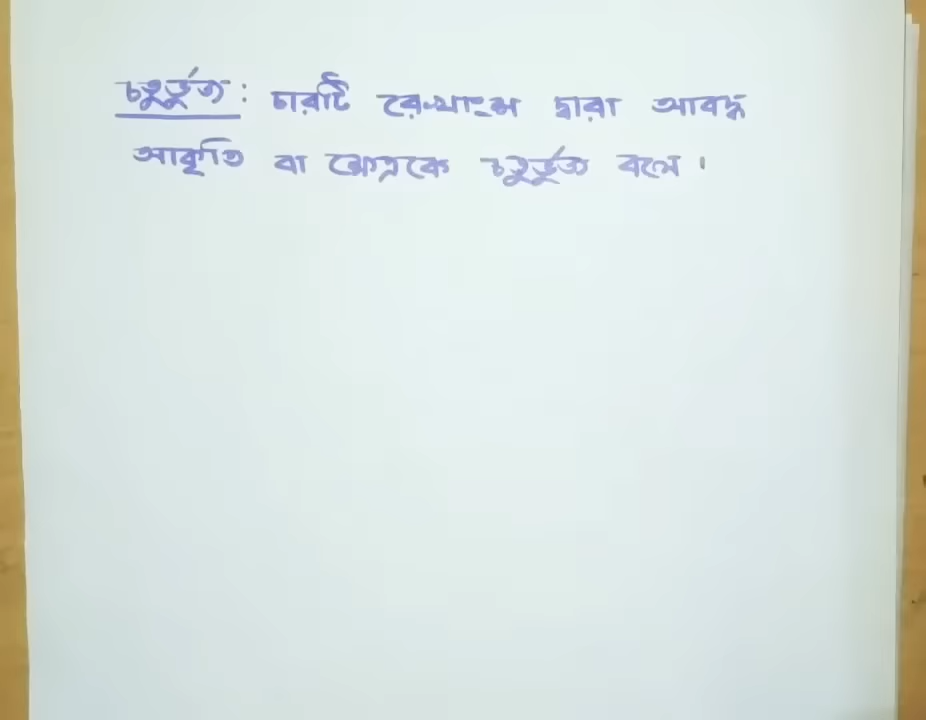 চতুর্ভুজ : চারটি রেখাংশ দ্বারা আবদ্ধ
আকৃতি বা ক্ষেত্রকে চতুর্ভুজ বলে ।